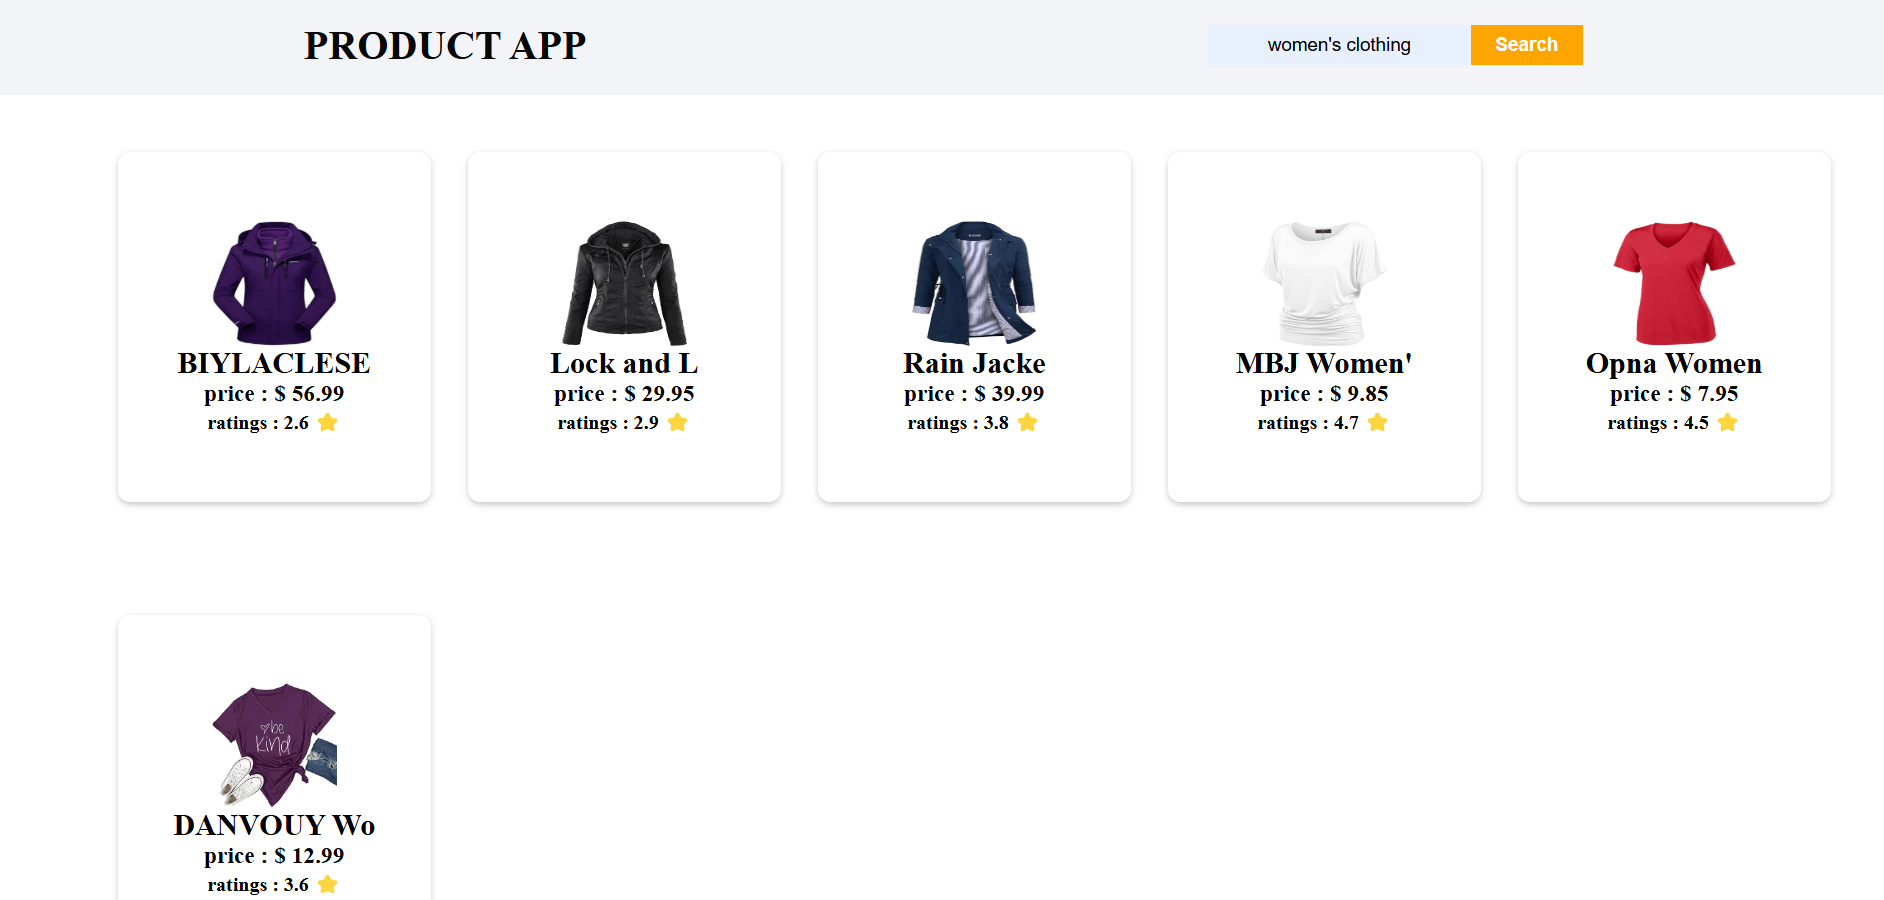 PRODUCT APP
women's clothing
Search
BIYLACLESE
price : $ 56.99
ratings : 2.6
Lock and L
price : $ 29.95
ratings : 2.9
Rain Jacke
price : $ 39.99
ratings : 3.8
MBJ Women'
price : $ 9.85
ratings : 4.7
Opna Women
price : $ 7.95
ratings : 4.5
be
kind
DANVOUY Wo
price : $ 12.99
ratings : 3.6